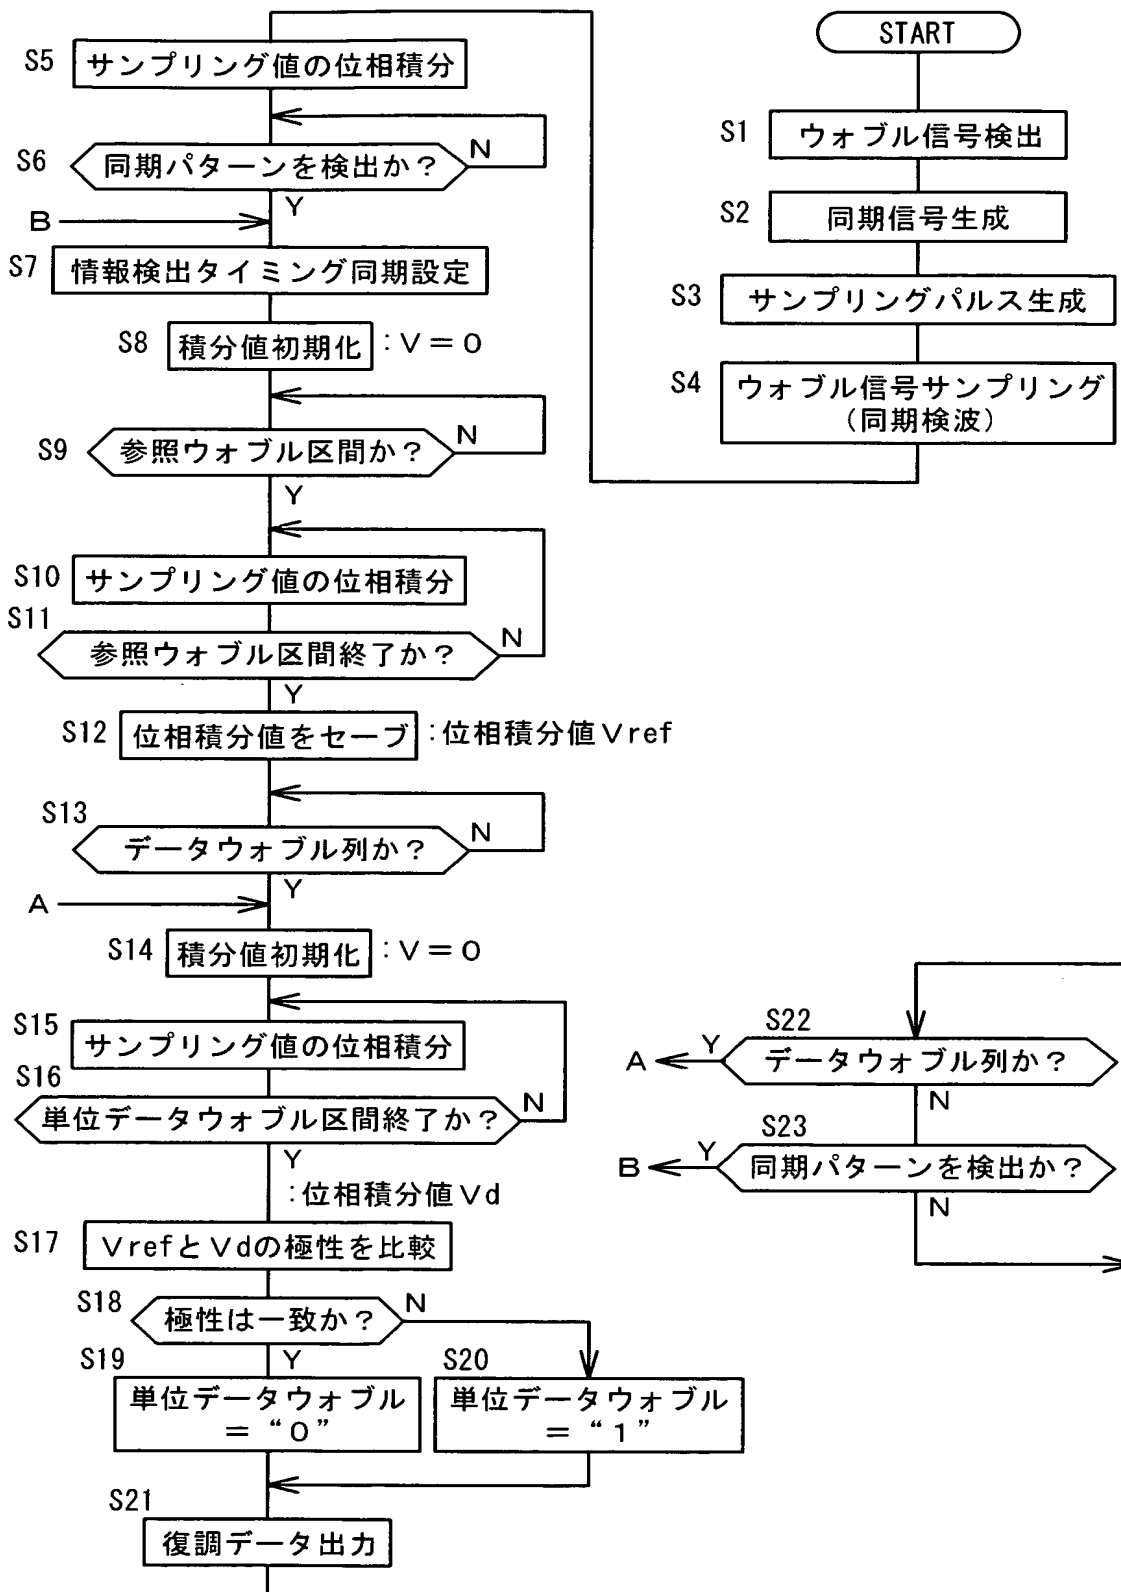 START
S1 ウォブル信号検出
S2 同期信号生成
S3 サンプリングパルス生成
S4 ウォブル信号サンプリング
(同期検波)
S5 サンプリング値の位相積分
S6 同期パターンを検出か? N
Y
B
S7 情報検出タイミング同期設定
S8 積分値初期化 :V=0
S9 参照ウォブル区間か? N
Y
S10 サンプリング値の位相積分
S11
参照ウォブル区間終了か? N
Y
S12 位相積分値をセーブ :位相積分値Vref
S13
データウォブル列か? N
Y
A
S14 積分値初期化 :V=0
S15
サンプリング値の位相積分
S16
単位データウォブル区間終了か? N
Y
:位相積分値Vd
S17 VrefとVdの極性を比較
S18
極性は一致か? N
Y
S19
単位データウォブル
=“0”
S20
単位データウォブル
=“1”
S21
復調データ出力
S22
A Y データウォブル列か?
N
S23
B Y 同期パターンを検出か?
N